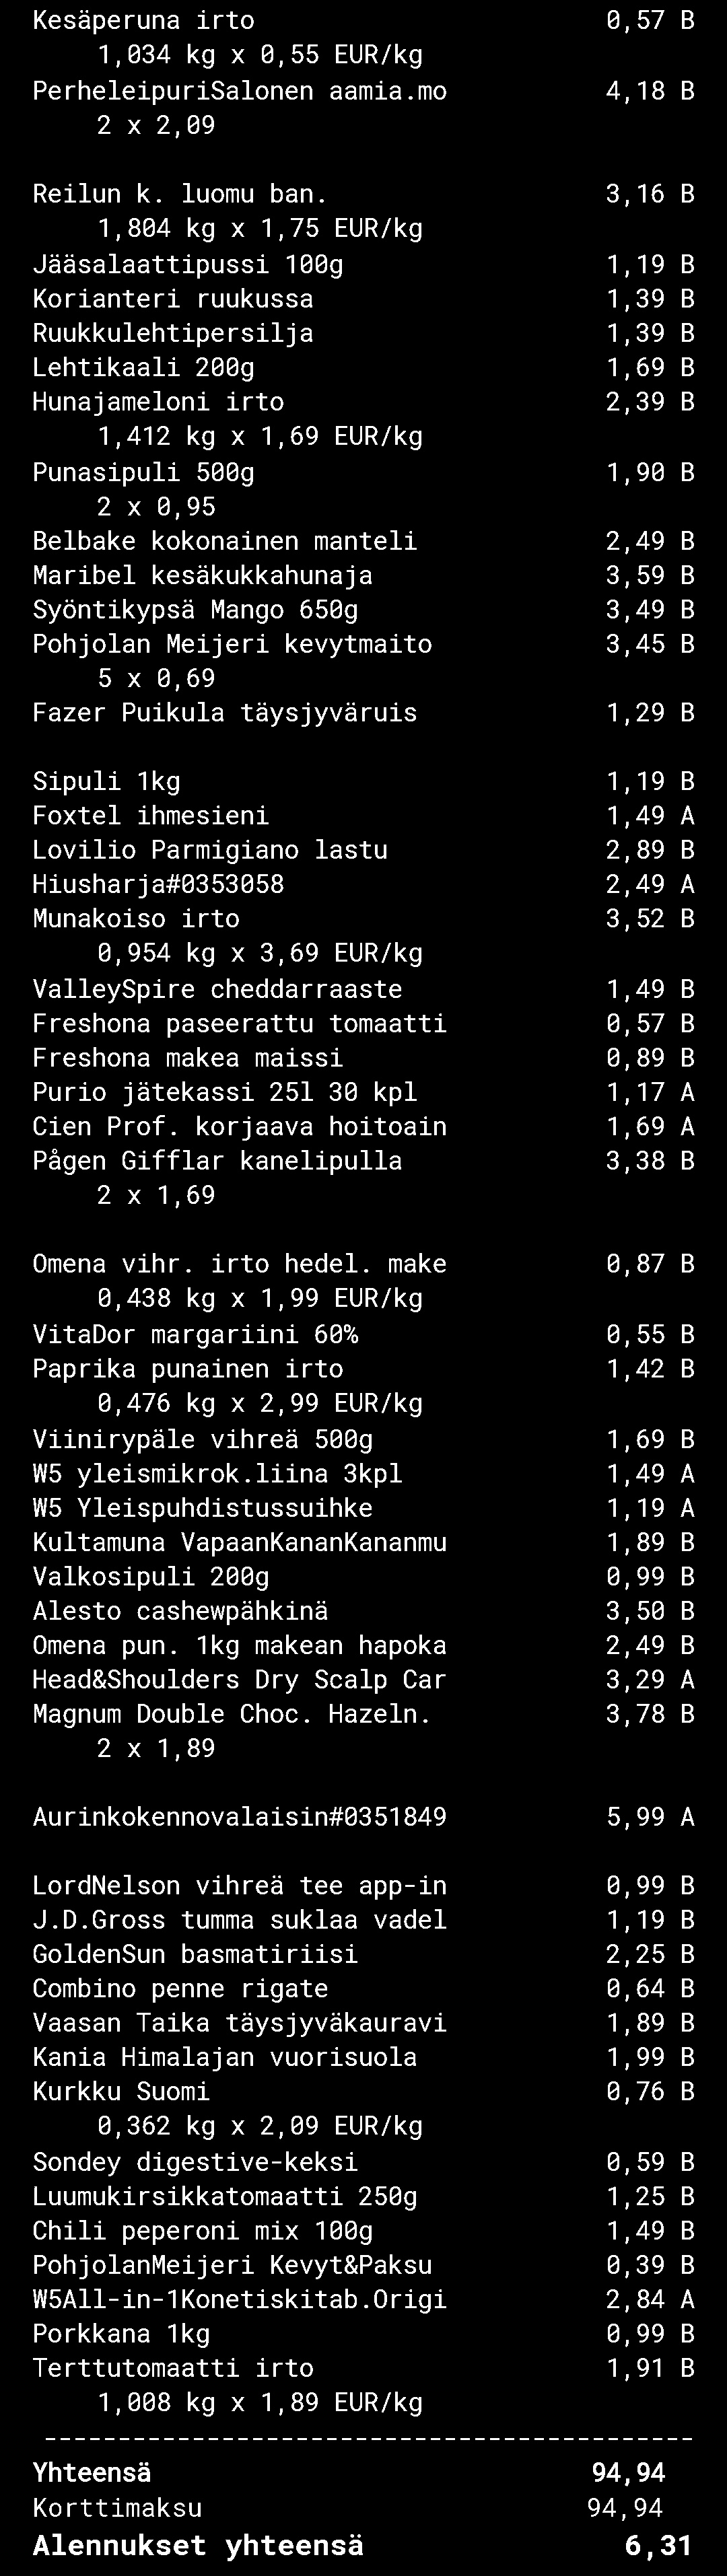 Kesäperuna irto 0,57 B
1,034 kg x 0,55 EUR/kg
PerheleipuriSalonen aamia.mo 4,18 B
2 x 2,09
Reilun k. luomu ban. 3,16 B
1,804 kg x 1,75 EUR/kg
Jääsalaattipussi 100g 1,19 B
Korianteri ruukussa 1,39 B
Ruukkulehtipersilja 1,39 B
Lehtikaali 200g 1,69 B
Hunajameloni irto 2,39 B
1,412 kg x 1,69 EUR/kg
Punasipuli 500g 1,90 B
2 x 0,95
Belbake kokonainen manteli 2,49 B
Maribel kesäkukkahunaja 3,59 B
Syöntikypsä Mango 650g 3,49 B
Pohjolan Meijeri kevytmaito 3,45 B
5 x 0,69
Fazer Puikula täysjyväruis 1,29 B
Sipuli 1kg 1,19 B
Foxtel ihmesieni 1,49 A
Lovilio Parmigiano lastu 2,89 B
Hiusharja#0353058 2,49 A
Munakoiso irto 3,52 B
0,954 kg x 3,69 EUR/kg
ValleySpire cheddarraaste 1,49 B
Freshona paseerattu tomaatti 0,57 B
Freshona makea maissi 0,89 B
Purio jätekassi 25l 30 kpl 1,17 A
Cien Prof. korjaava hoitoain 1,69 A
Pågen Gifflar kanelipulla 3,38 B
2 x 1,69
Omena vihr. irto hedel. make 0,87 B
0,438 kg x 1,99 EUR/kg
VitaDor margariini 60% 0,55 B
Paprika punainen irto 1,42 B
0,476 kg x 2,99 EUR/kg
Viinirypäle vihreä 500g 1,69 B
W5 yleismikrok.liina 3kpl 1,49 A
W5 Yleispuhdistussuihke 1,19 A
Kultamuna VapaanKananKananmu 1,89 B
Valkosipuli 200g 0,99 B
Alesto cashewpähkinä 3,50 B
Omena pun. 1kg makean hapoka 2,49 B
Head&Shoulders Dry Scalp Car 3,29 A
Magnum Double Choc. Hazeln. 3,78 B
2 x 1,89
Aurinkokennovalaisin#0351849 5,99 A
LordNelson vihreä tee app-in 0,99 B
J.D.Gross tumma suklaa vadel 1,19 B
GoldenSun basmatiriisi 2,25 B
Combino penne rigate 0,64 B
Vaasan Taika täysjyväkauravi 1,89 B
Kania Himalajan vuorisuola 1,99 B
Kurkku Suomi 0,76 B
0,362 kg x 2,09 EUR/kg
Sondey digestive-keksi 0,59 B
Luumukirsikkatomaatti 250g 1,25 B
Chili peperoni mix 100g 1,49 B
PohjolanMeijeri Kevyt&Paksu 0,39 B
W5All-in-1Konetiskitab.Origi 2,84 A
Porkkana 1kg 0,99 B
Terttutomaatti irto 1,91 B
1,008 kg x 1,89 EUR/kg
--------------------------------------------
Yhteensä 94,94
Korttimaksu 94,94
Alennukset yhteensä 6,31